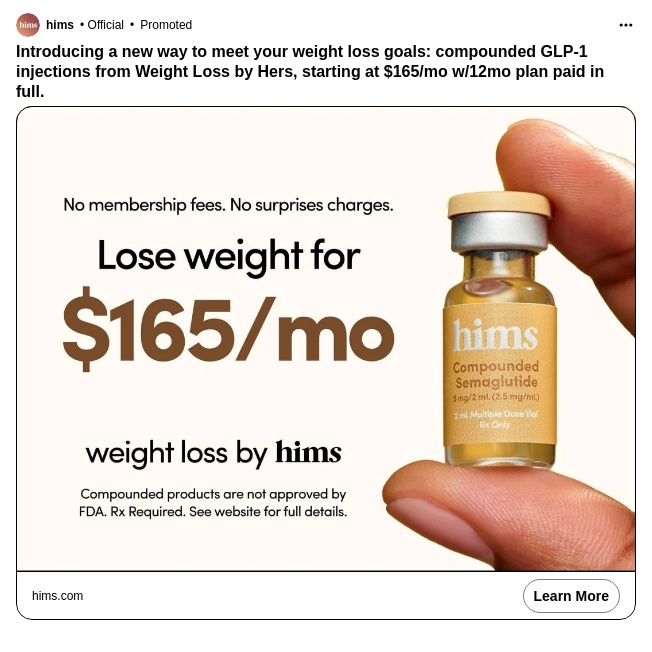 hims
hims • Official • Promoted
Introducing a new way to meet your weight loss goals: compounded GLP-1
injections from Weight Loss by Hers, starting at $165/mo w/12mo plan paid in
full.
No membership fees. No surprises charges.
Lose weight for
$165/mo
weight loss by hims
Compounded products are not approved by
FDA. Rx Required. See website for full details.
hims
Compounded
Semaglutide
5 mg/2 mL (2.5 mg/mL)
2 mL Multiple Dose Vial
Rx Only
hims.com
Learn More